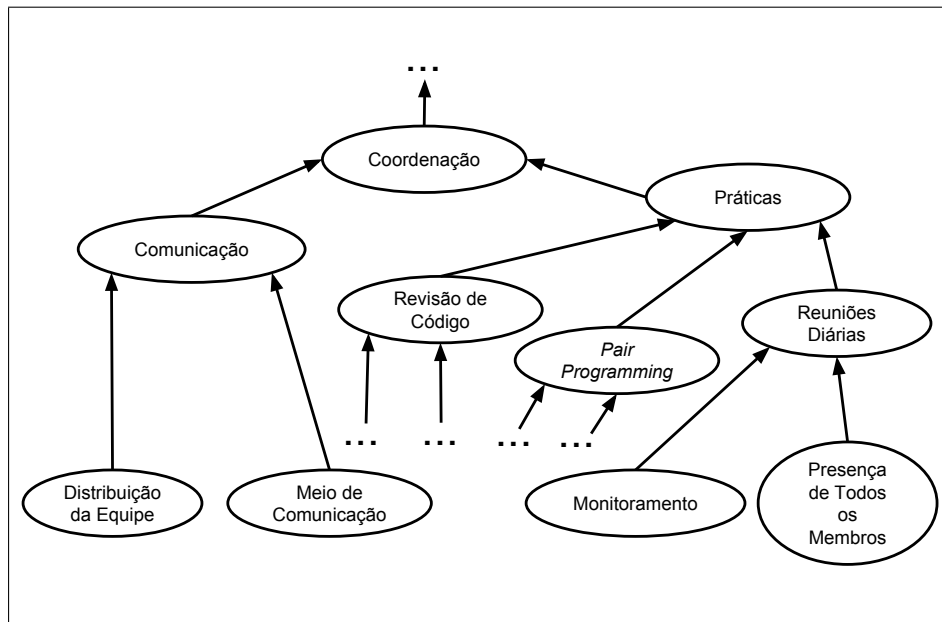 ...
Coordenação
Práticas
Comunicação
Revisão de
Código
Reuniões
Diárias
Pair
Programming
... ... ... ...
Distribuição
da Equipe
Meio de
Comunicação
Monitoramento
Presença
de Todos
os
Membros